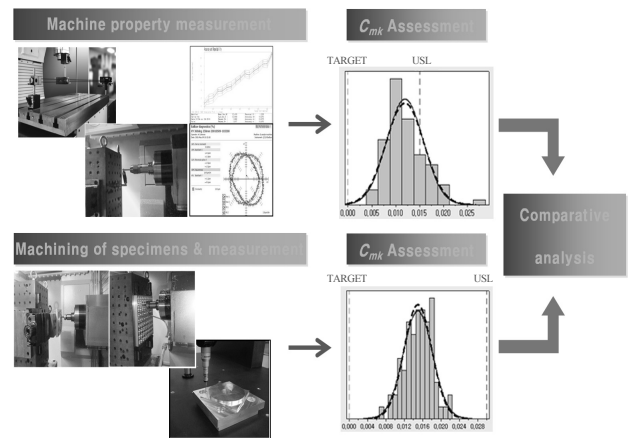 Machine property measurement
Cmk Assessment
TARGET USL
0,000 0,005 0,010 0,015 0,020 0,025
Comparative
analysis
Machining of specimens & measurement
Cmk Assessment
TARGET USL
0,000 0,004 0,008 0,012 0,016 0,020 0,024 0,028